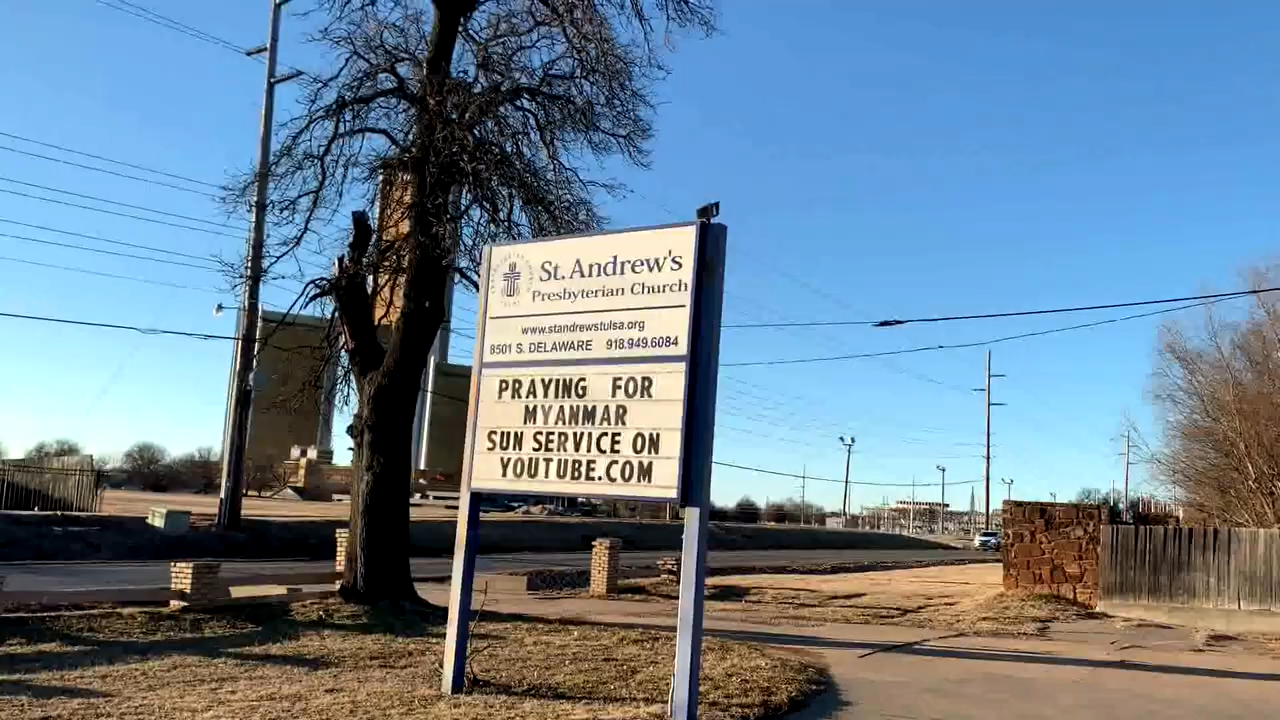 St. Andrew's
Presbyterian Church
www.standrewstulsa.org
8501 S. DELAWARE 918.949.6084
PRAYING FOR
MYANMAR
SUN SERVICE ON
YOUTUBE.COM